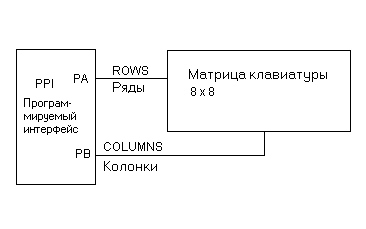 PPI
Програм-
мируемый
интерфейс
PA
PB
ROWS
Ряды
COLUMNS
Колонки
Матрица клавиатуры
8 x 8